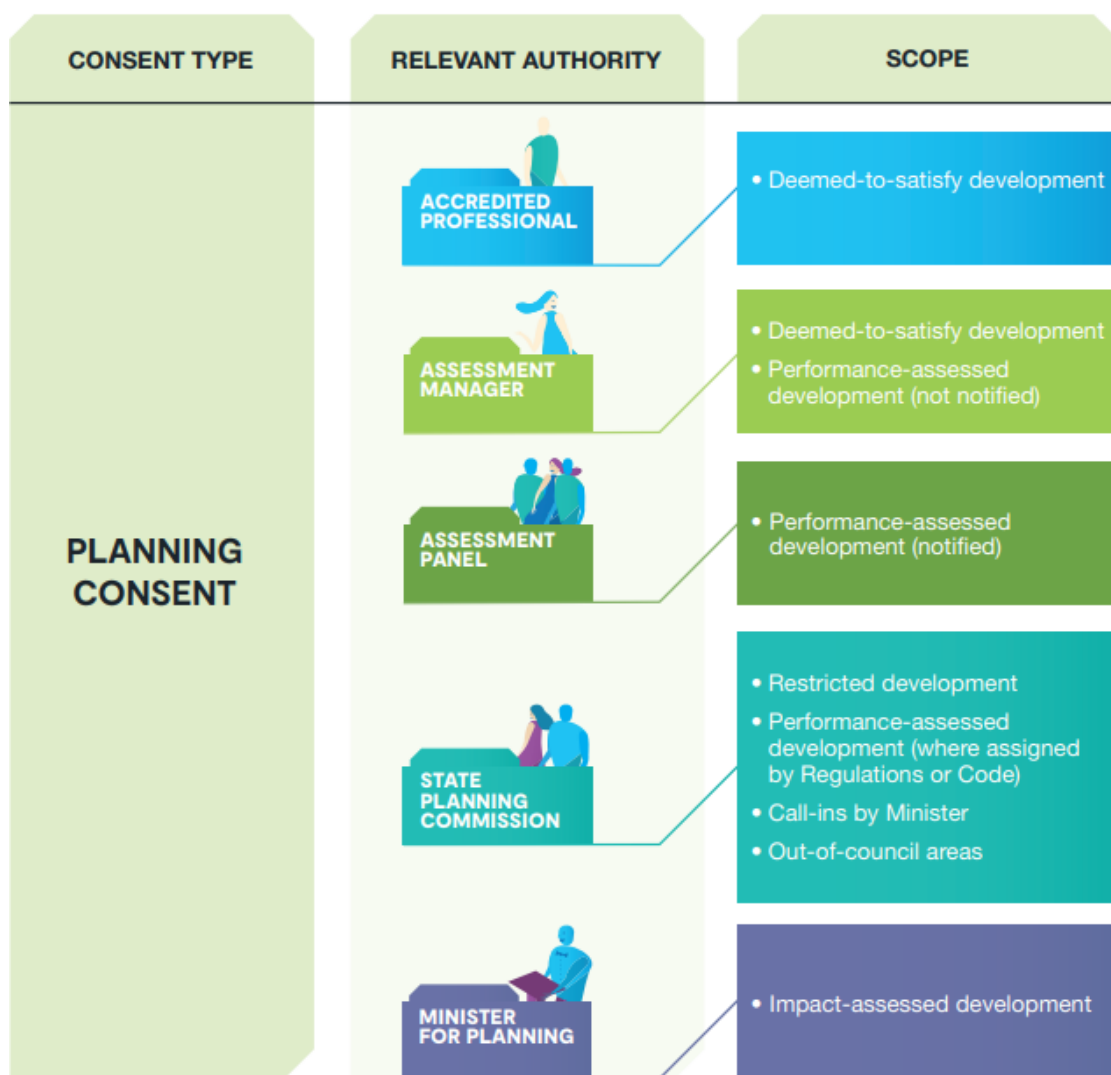 CONSENT TYPE
RELEVANT AUTHORITY
SCOPE
PLANNING
CONSENT
ACCREDITED
PROFESSIONAL
• Deemed-to-satisfy development
ASSESSMENT
MANAGER
• Deemed-to-satisfy development
• Performance-assessed
development (not notified)
ASSESSMENT
PANEL
• Performance-assessed
development (notified)
STATE
PLANNING
COMMISSION
• Restricted development
• Performance-assessed
development (where assigned
by Regulations or Code)
• Call-ins by Minister
• Out-of-council areas
MINISTER
FOR PLANNING
• Impact-assessed development